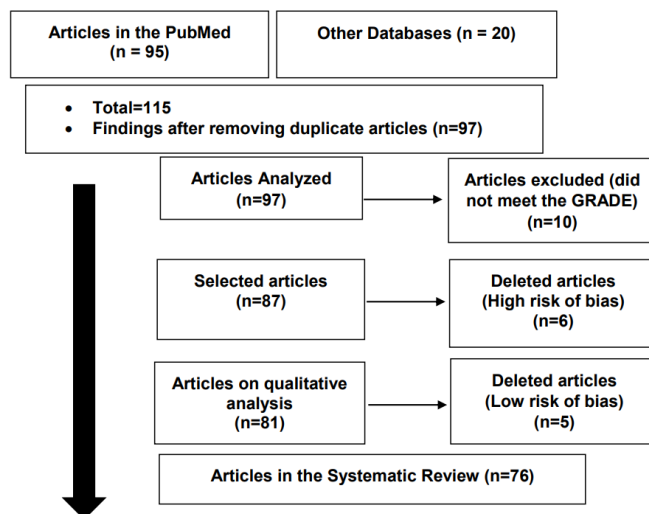 Articles in the PubMed
(n = 95)
Other Databases (n = 20)
• Total=115
• Findings after removing duplicate articles (n=97)
Articles Analyzed
(n=97)
Articles excluded (did
not meet the GRADE)
(n=10)
Selected articles
(n=87)
Deleted articles
(High risk of bias)
(n=6)
Articles on qualitative
analysis
(n=81)
Deleted articles
(Low risk of bias)
(n=5)
Articles in the Systematic Review (n=76)